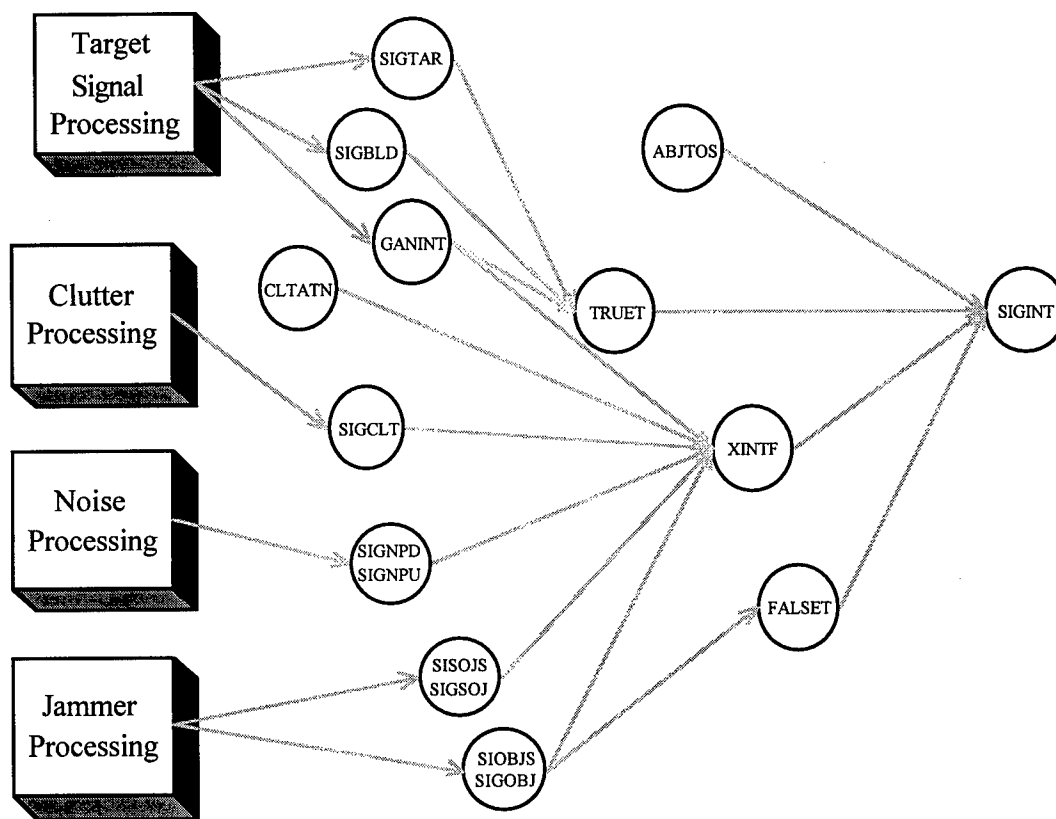 Target
Signal
Processing
SIGTAR
SIGBLD
ABJTOS
GANINT
Clutter
Processing
CLTATN
TRUET
SIGINT
SIGCLT
XINTF
Noise
Processing
SIGNPD
SIGNPU
FALSET
SISOJS
SIGSOJ
Jammer
Processing
SIOBJS
SIGOBJ